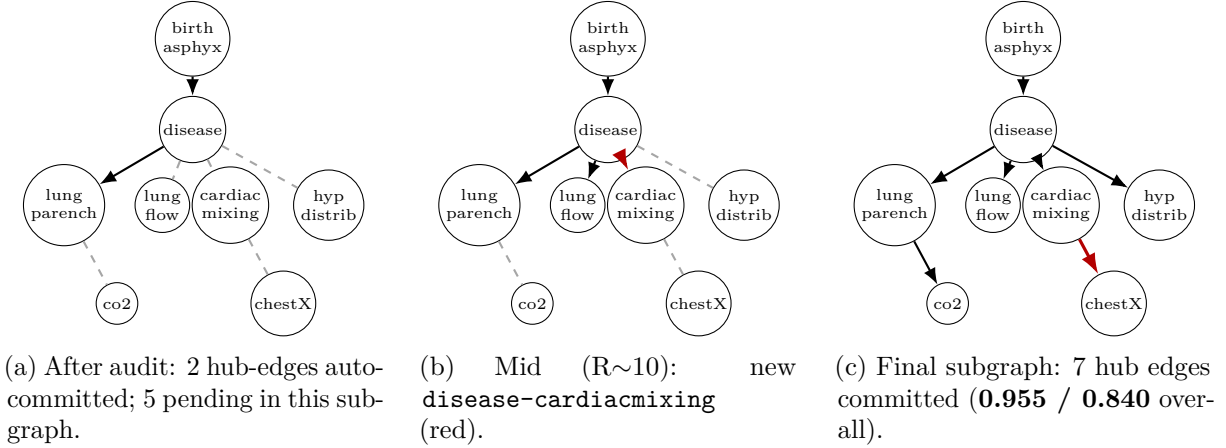 birth
asphyx
disease
lung
parench
lung
flow
cardiac
mixing
hyp
distrib
co2
chestX
(a) After audit: 2 hub-edges auto-
committed; 5 pending in this sub-
graph.
birth
asphyx
disease
lung
parench
lung
flow
cardiac
mixing
hyp
distrib
co2
chestX
(b) Mid (R∼10): new
disease-cardiacmixing
(red).
birth
asphyx
disease
lung
parench
lung
flow
cardiac
mixing
hyp
distrib
co2
chestX
(c) Final subgraph: 7 hub edges
committed (0.955 / 0.840 over-
all).